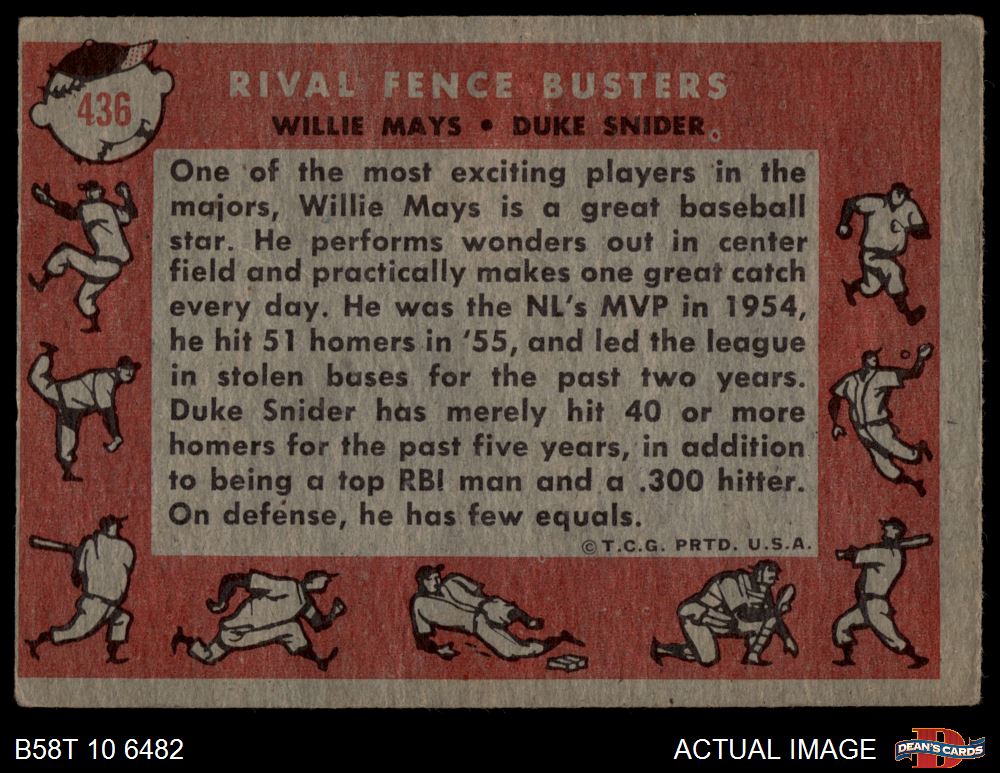 436
RIVAL FENCE BUSTERS
WILLIE MAYS • DUKE SNIDER
One of the most exciting players in the
majors, Willie Mays is a great baseball
star. He performs wonders out in center
field and practically makes one great catch
every day. He was the NL's MVP in 1954,
he hit 51 homers in '55, and led the league
in stolen bases for the past two years.
Duke Snider has merely hit 40 or more
homers for the past five years, in addition
to being a top RBI man and a .300 hitter.
On defense, he has few equals.
© T.C.G. PRTD. U.S.A.
B58T 10 6482
ACTUAL IMAGE
D
DEAN'S CARDS